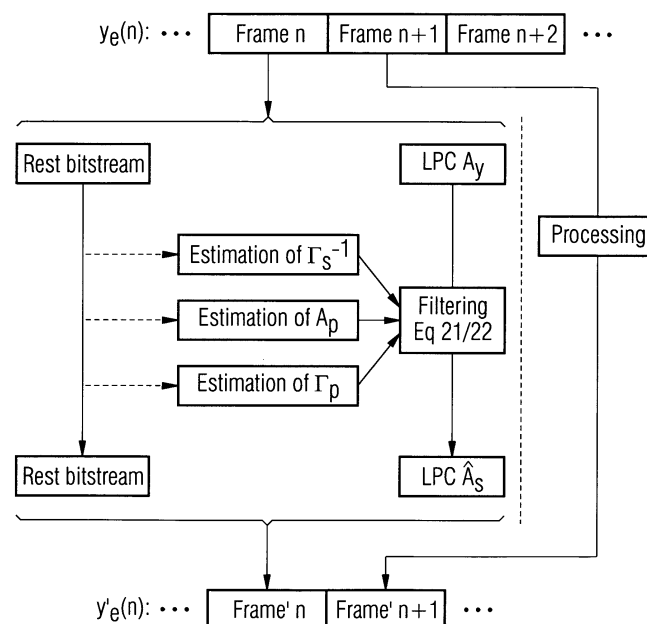 y_e(n): ••• Frame n Frame n+1 Frame n+2 •••
Rest bitstream
LPC A_y
Processing
Estimation of Γ_s^-1
Estimation of A_p
Filtering
Eq 21/22
Estimation of Γ_p
Rest bitstream
LPC Â_s
y'_e(n): ••• Frame' n Frame' n+1 •••